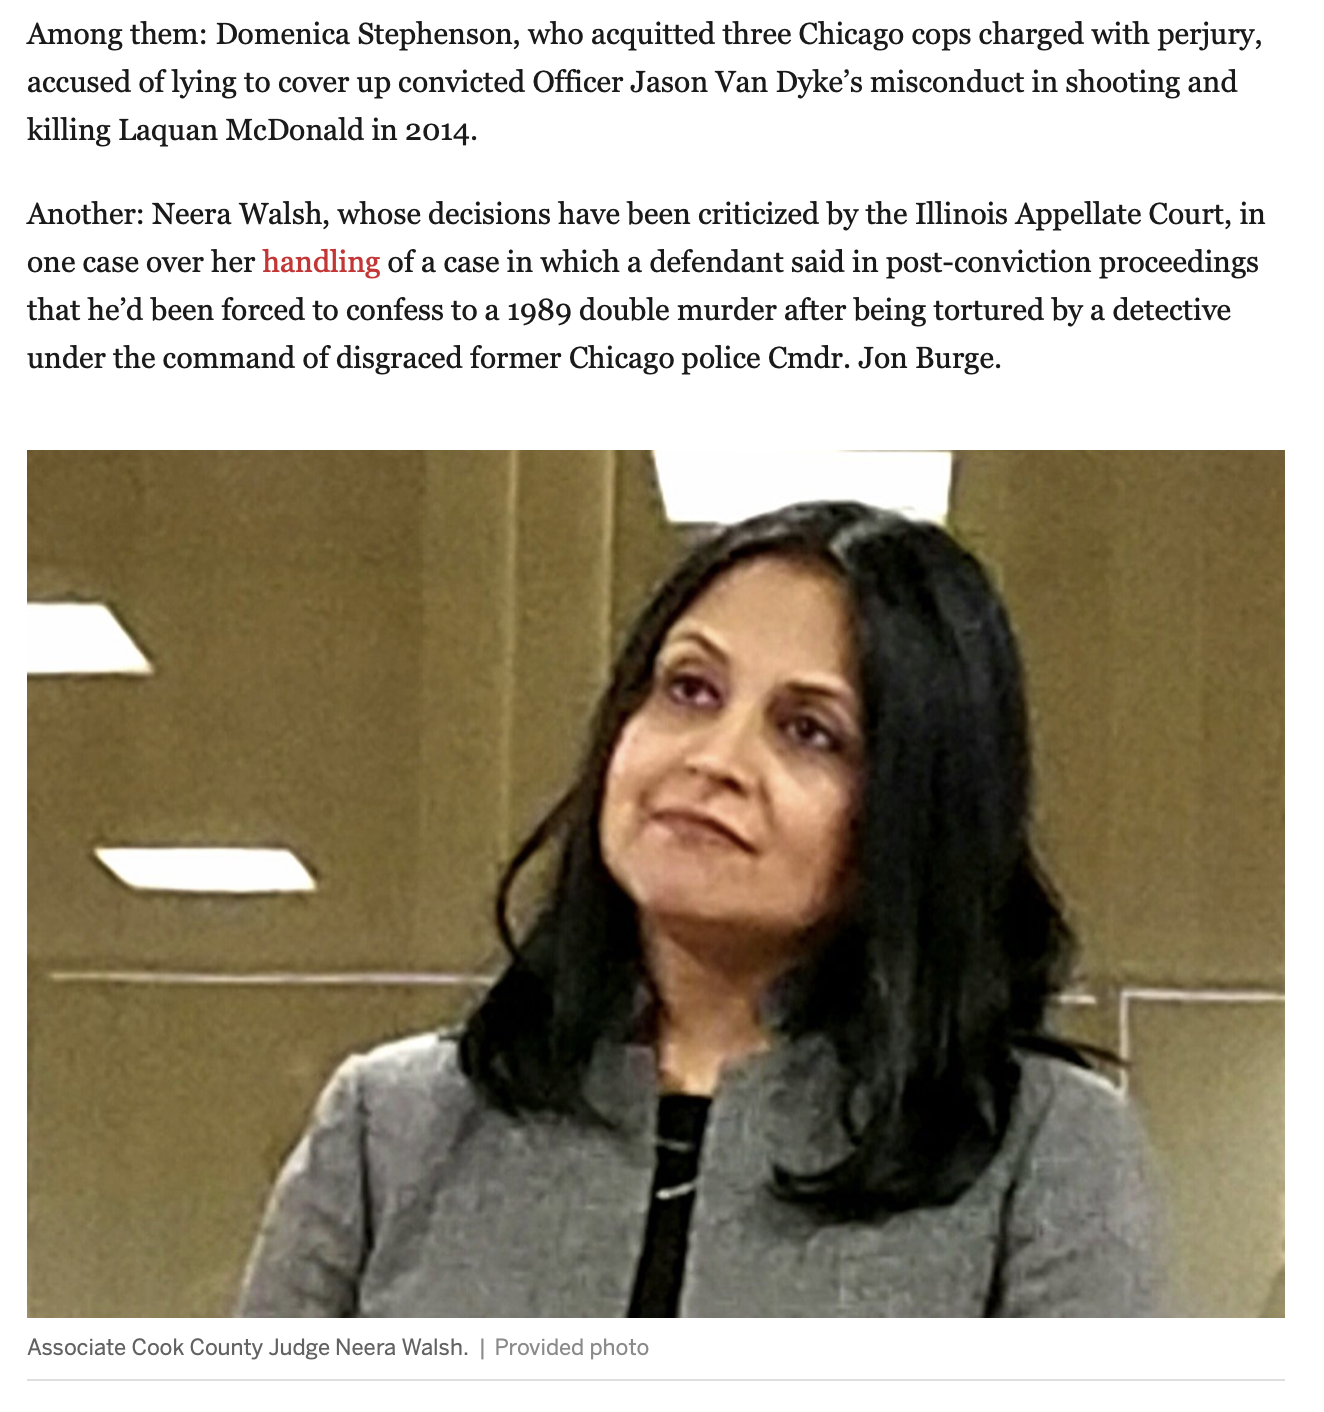 Among them: Domenica Stephenson, who acquitted three Chicago cops charged with perjury,
accused of lying to cover up convicted Officer Jason Van Dyke’s misconduct in shooting and
killing Laquan McDonald in 2014.
Another: Neera Walsh, whose decisions have been criticized by the Illinois Appellate Court, in
one case over her handling of a case in which a defendant said in post-conviction proceedings
that he’d been forced to confess to a 1989 double murder after being tortured by a detective
under the command of disgraced former Chicago police Cmdr. Jon Burge.
Associate Cook County Judge Neera Walsh. | Provided photo